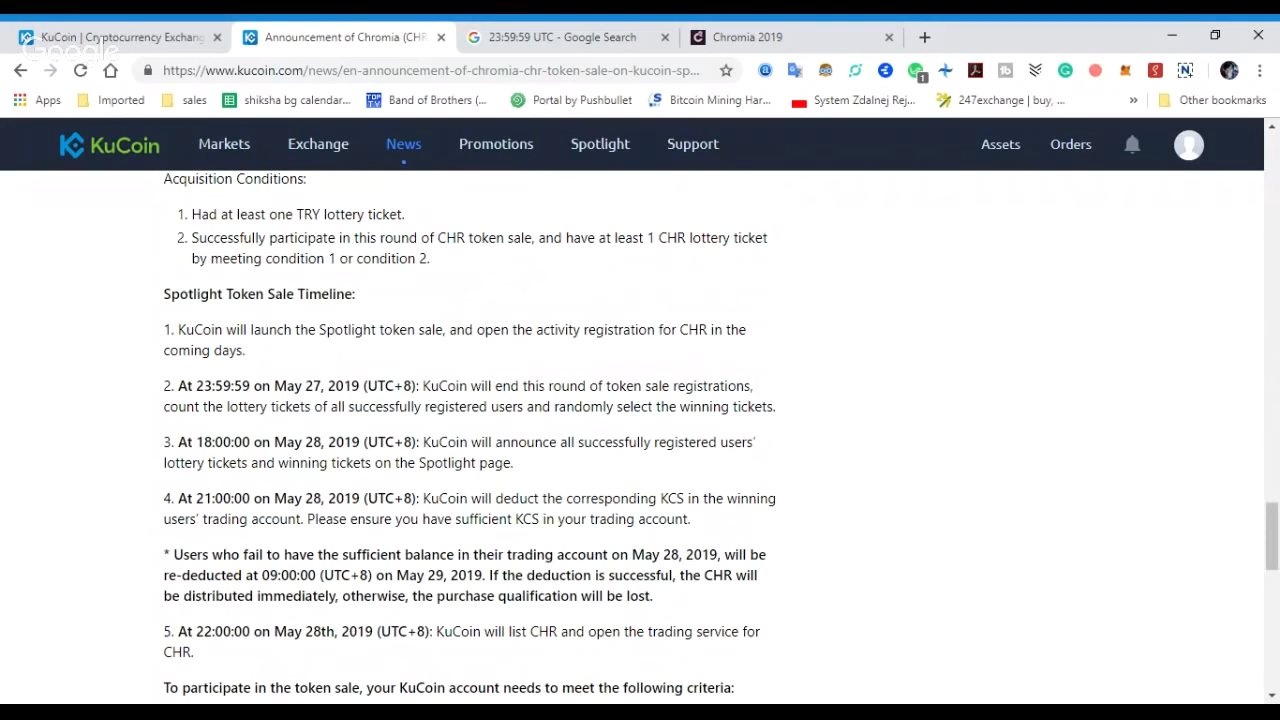 KuCoin | Cryptocurrency Exchang
Announcement of Chromia (CHR
23:59:59 UTC - Google Search
Chromia 2019
Google
https://www.kucoin.com/news/en-announcement-of-chromia-chr-token-sale-on-kucoin-sp...
1
Apps
Imported
sales
shiksha bg calendar...
Band of Brothers (...
Portal by Pushbullet
Bitcoin Mining Har...
System Zdalnej Rej...
247exchange | buy, ...
Other bookmarks
KuCoin
Markets
Exchange
News
Promotions
Spotlight
Support
Assets
Orders
Acquisition Conditions:
1. Had at least one TRY lottery ticket.
2. Successfully participate in this round of CHR token sale, and have at least 1 CHR lottery ticket
by meeting condition 1 or condition 2.
Spotlight Token Sale Timeline:
1. KuCoin will launch the Spotlight token sale, and open the activity registration for CHR in the
coming days.
2. At 23:59:59 on May 27, 2019 (UTC+8): KuCoin will end this round of token sale registrations,
count the lottery tickets of all successfully registered users and randomly select the winning tickets.
3. At 18:00:00 on May 28, 2019 (UTC+8): KuCoin will announce all successfully registered users'
lottery tickets and winning tickets on the Spotlight page.
4. At 21:00:00 on May 28, 2019 (UTC+8): KuCoin will deduct the corresponding KCS in the winning
users' trading account. Please ensure you have sufficient KCS in your trading account.
* Users who fail to have the sufficient balance in their trading account on May 28, 2019, will be
re-deducted at 09:00:00 (UTC+8) on May 29, 2019. If the deduction is successful, the CHR will
be distributed immediately, otherwise, the purchase qualification will be lost.
5. At 22:00:00 on May 28th, 2019 (UTC+8): KuCoin will list CHR and open the trading service for
CHR.
To participate in the token sale, your KuCoin account needs to meet the following criteria: